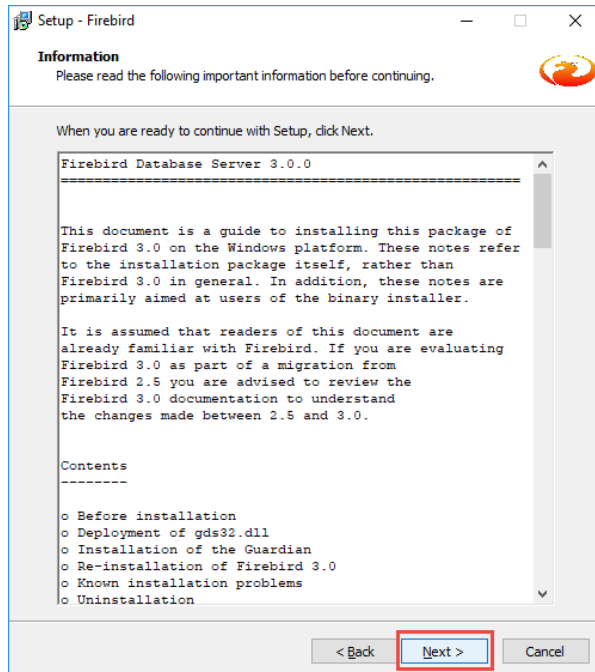 Setup - Firebird
Information
Please read the following important information before continuing.
When you are ready to continue with Setup, click Next.
Firebird Database Server 3.0.0
=======================================================
This document is a guide to installing this package of
Firebird 3.0 on the Windows platform. These notes refer
to the installation package itself, rather than
Firebird 3.0 in general. In addition, these notes are
primarily aimed at users of the binary installer.
It is assumed that readers of this document are
already familiar with Firebird. If you are evaluating
Firebird 3.0 as part of a migration from
Firebird 2.5 you are advised to review the
Firebird 3.0 documentation to understand
the changes made between 2.5 and 3.0.
Contents
--------
o Before installation
o Deployment of gds32.dll
o Installation of the Guardian
o Re-installation of Firebird 3.0
o Known installation problems
o Uninstallation
< Back Next > Cancel